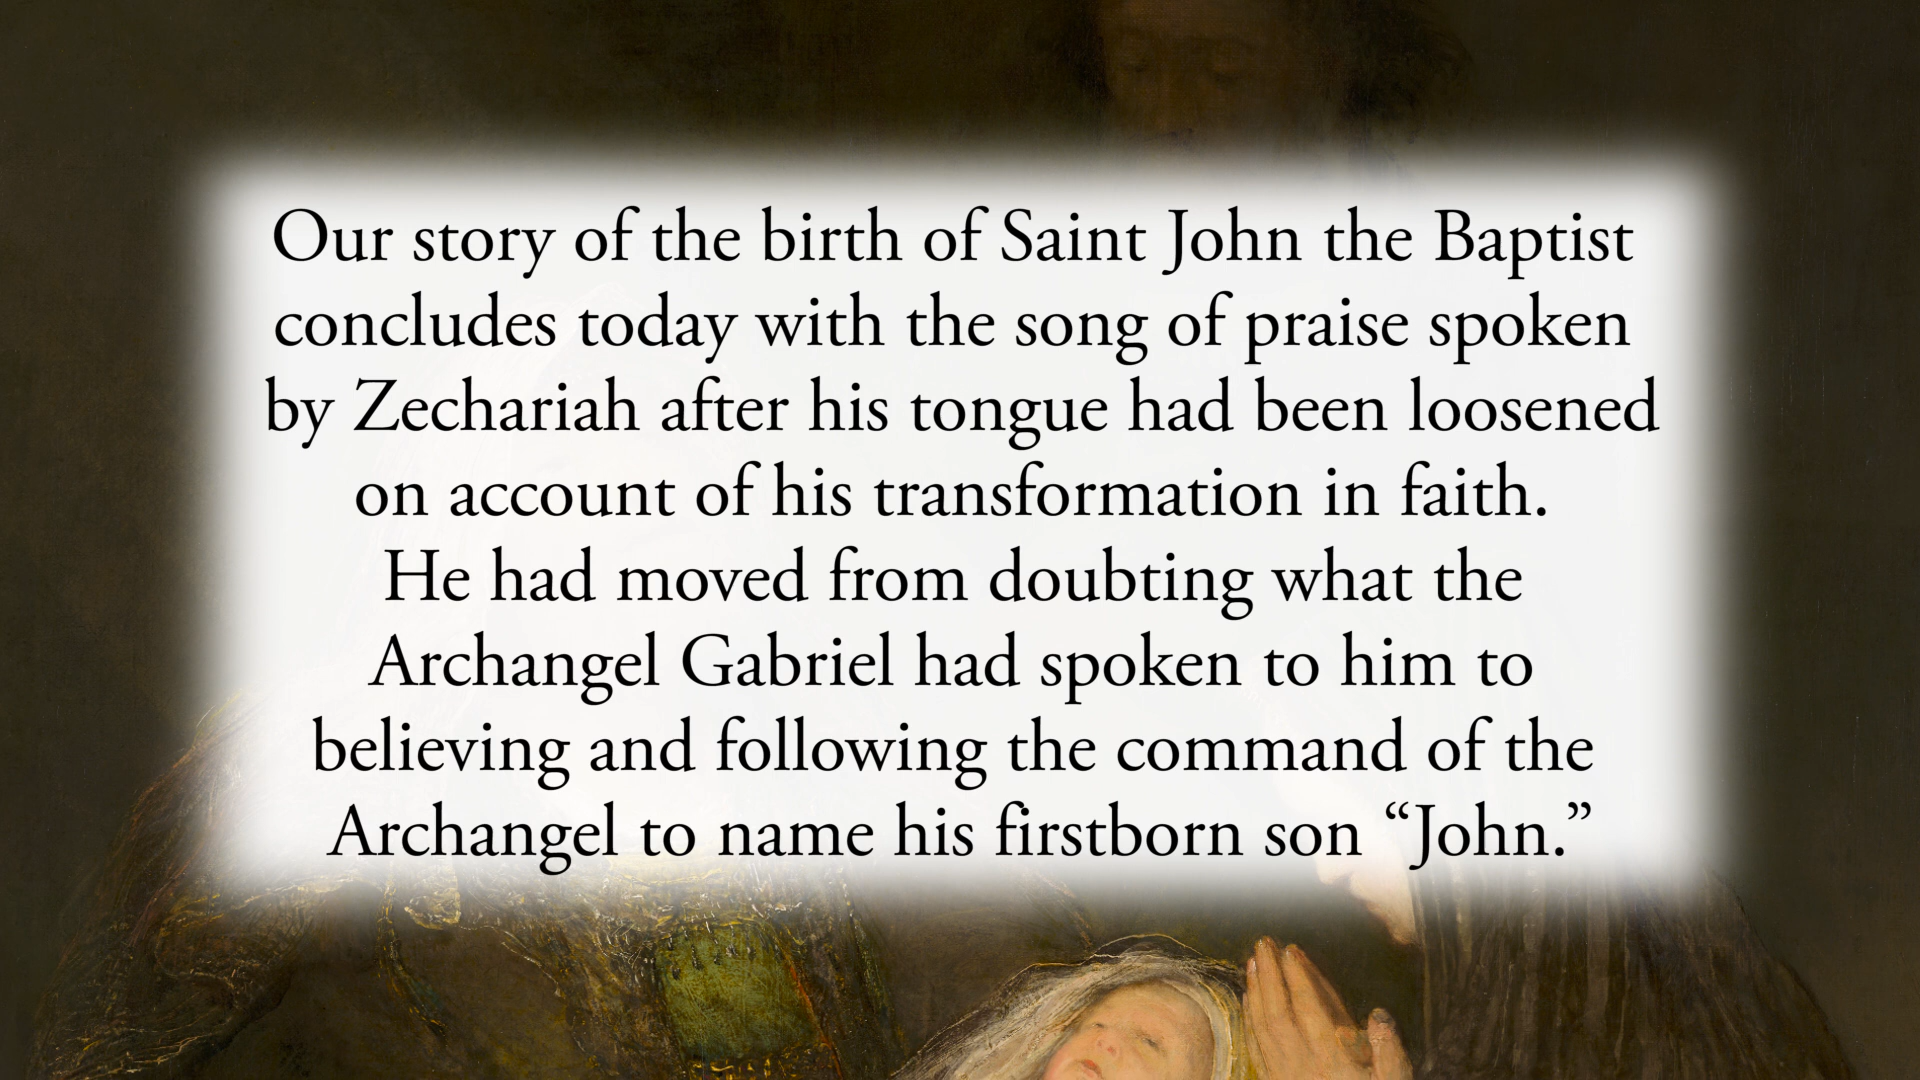 Our story of the birth of Saint John the Baptist
concludes today with the song of praise spoken
by Zechariah after his tongue had been loosened
on account of his transformation in faith.
He had moved from doubting what the
Archangel Gabriel had spoken to him to
believing and following the command of the
Archangel to name his firstborn son “John.”